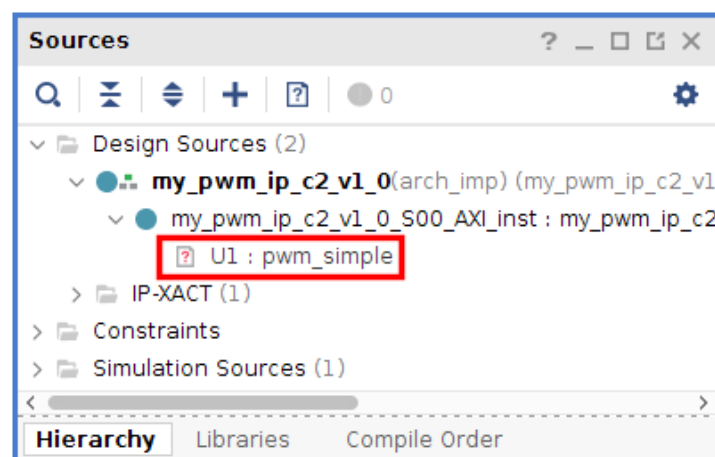 Sources
0
Design Sources (2)
my_pwm_ip_c2_v1_0(arch_imp) (my_pwm_ip_c2_v1
my_pwm_ip_c2_v1_0_S00_AXI_inst : my_pwm_ip_c2
U1 : pwm_simple
IP-XACT (1)
Constraints
Simulation Sources (1)
Hierarchy Libraries Compile Order